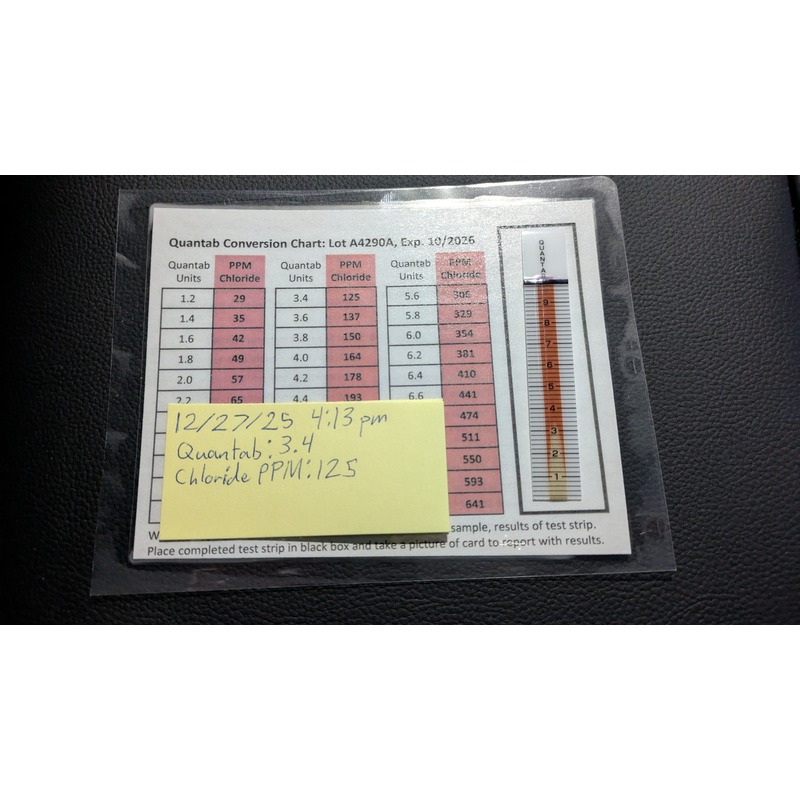 Quantab Conversion Chart: Lot A4290A, Exp. 10/2026
Quantab Units PPM Chloride Quantab Units PPM Chloride Quantab Units PPM Chloride
1.2 29 3.4 125 5.6 306
1.4 35 3.6 137 5.8 329
1.6 42 3.8 150 6.0 354
1.8 49 4.0 164 6.2 381
2.0 57 4.2 178 6.4 410
2.2 65 4.4 193 6.6 441
474
511
550
593
641
12/27/25 4:13 pm
Quantab: 3.4
Chloride PPM: 125
W
sample, results of test strip.
Place completed test strip in black box and take a picture of card to report with results.
QUANTA
9
8
7
6
5
4
3
2
1